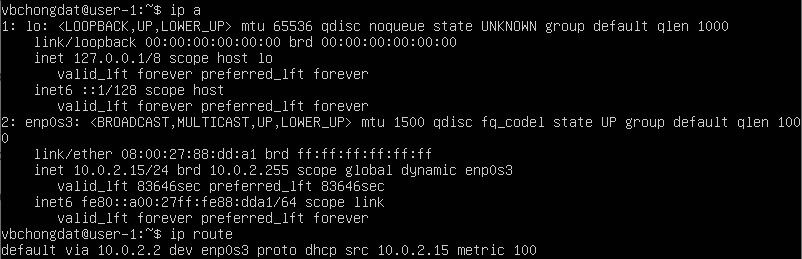 vbchongdat@user-1:~$ ip a
1: lo: <LOOPBACK,UP,LOWER_UP> mtu 65536 qdisc noqueue state UNKNOWN group default qlen 1000
    link/loopback 00:00:00:00:00:00 brd 00:00:00:00:00:00
    inet 127.0.0.1/8 scope host lo
       valid_lft forever preferred_lft forever
    inet6 ::1/128 scope host
       valid_lft forever preferred_lft forever
2: enp0s3: <BROADCAST,MULTICAST,UP,LOWER_UP> mtu 1500 qdisc fq_codel state UP group default qlen 100
0
    link/ether 08:00:27:88:dd:a1 brd ff:ff:ff:ff:ff:ff
    inet 10.0.2.15/24 brd 10.0.2.255 scope global dynamic enp0s3
       valid_lft 83646sec preferred_lft 83646sec
    inet6 fe80::a00:27ff:fe88:dda1/64 scope link
       valid_lft forever preferred_lft forever
vbchongdat@user-1:~$ ip route
default via 10.0.2.2 dev enp0s3 proto dhcp src 10.0.2.15 metric 100